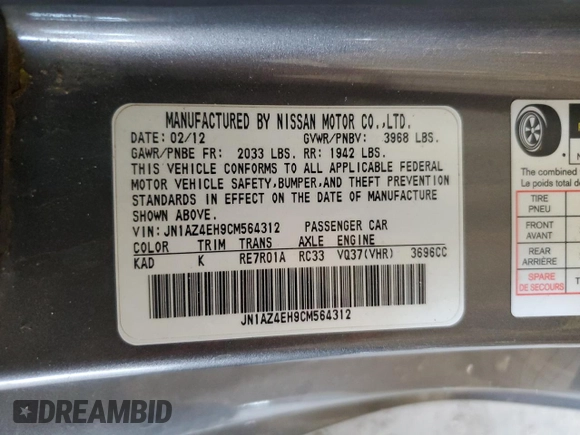 MANUFACTURED BY NISSAN MOTOR CO.,LTD.
DATE: 02/12 GVWR/PNBV: 3968 LBS.
GAWR/PNBE FR: 2033 LBS. RR: 1942 LBS.
THIS VEHICLE CONFORMS TO ALL APPLICABLE FEDERAL
MOTOR VEHICLE SAFETY,BUMPER,AND THEFT PREVENTION
STANDARDS IN EFFECT ON THE DATE OF MANUFACTURE
SHOWN ABOVE.
VIN: JN1AZ4EH9CM564312 PASSENGER CAR
COLOR TRIM TRANS AXLE ENGINE
KAD K RE7R01A RC33 VQ37(VHR) 3696CC
JN1AZ4EH9CM564312
The combined
Le poids total d
TIRE
PNEU
FRONT
AVANT
REAR
ARRIÈRE
SPARE
DE SECOURS
DREAMBID